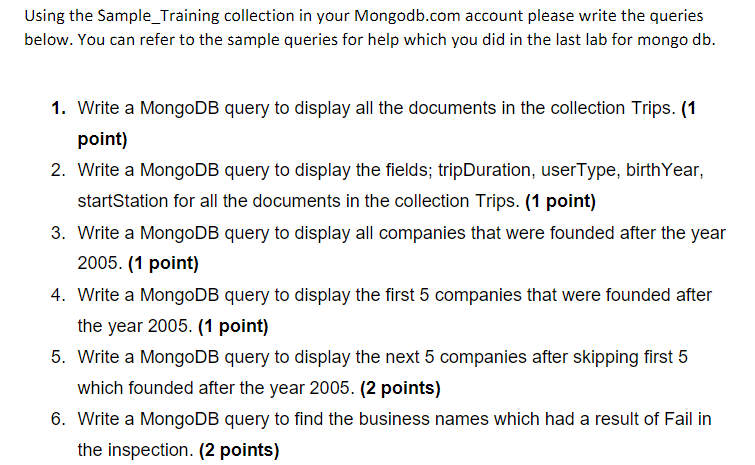 Using the Sample_Training collection in your Mongodb.com account please write the queries
below. You can refer to the sample queries for help which you did in the last lab for mongo db.
1. Write a MongoDB query to display all the documents in the collection Trips. (1
point)
2. Write a MongoDB query to display the fields; tripDuration, userType, birthYear,
startStation for all the documents in the collection Trips. (1 point)
3. Write a MongoDB query to display all companies that were founded after the year
2005. (1 point)
4. Write a MongoDB query to display the first 5 companies that were founded after
the year 2005. (1 point)
5. Write a MongoDB query to display the next 5 companies after skipping first 5
which founded after the year 2005. (2 points)
6. Write a MongoDB query to find the business names which had a result of Fail in
the inspection. (2 points)